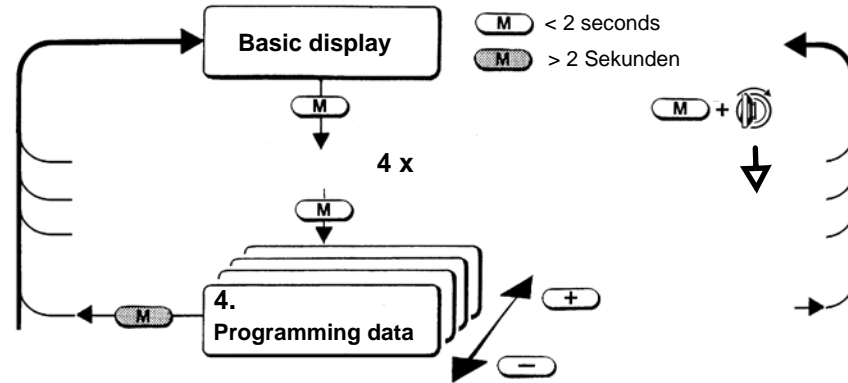 Basic display
M < 2 seconds
M > 2 Sekunden
M
M +
4 x
M
4.
Programming data
M
+
−